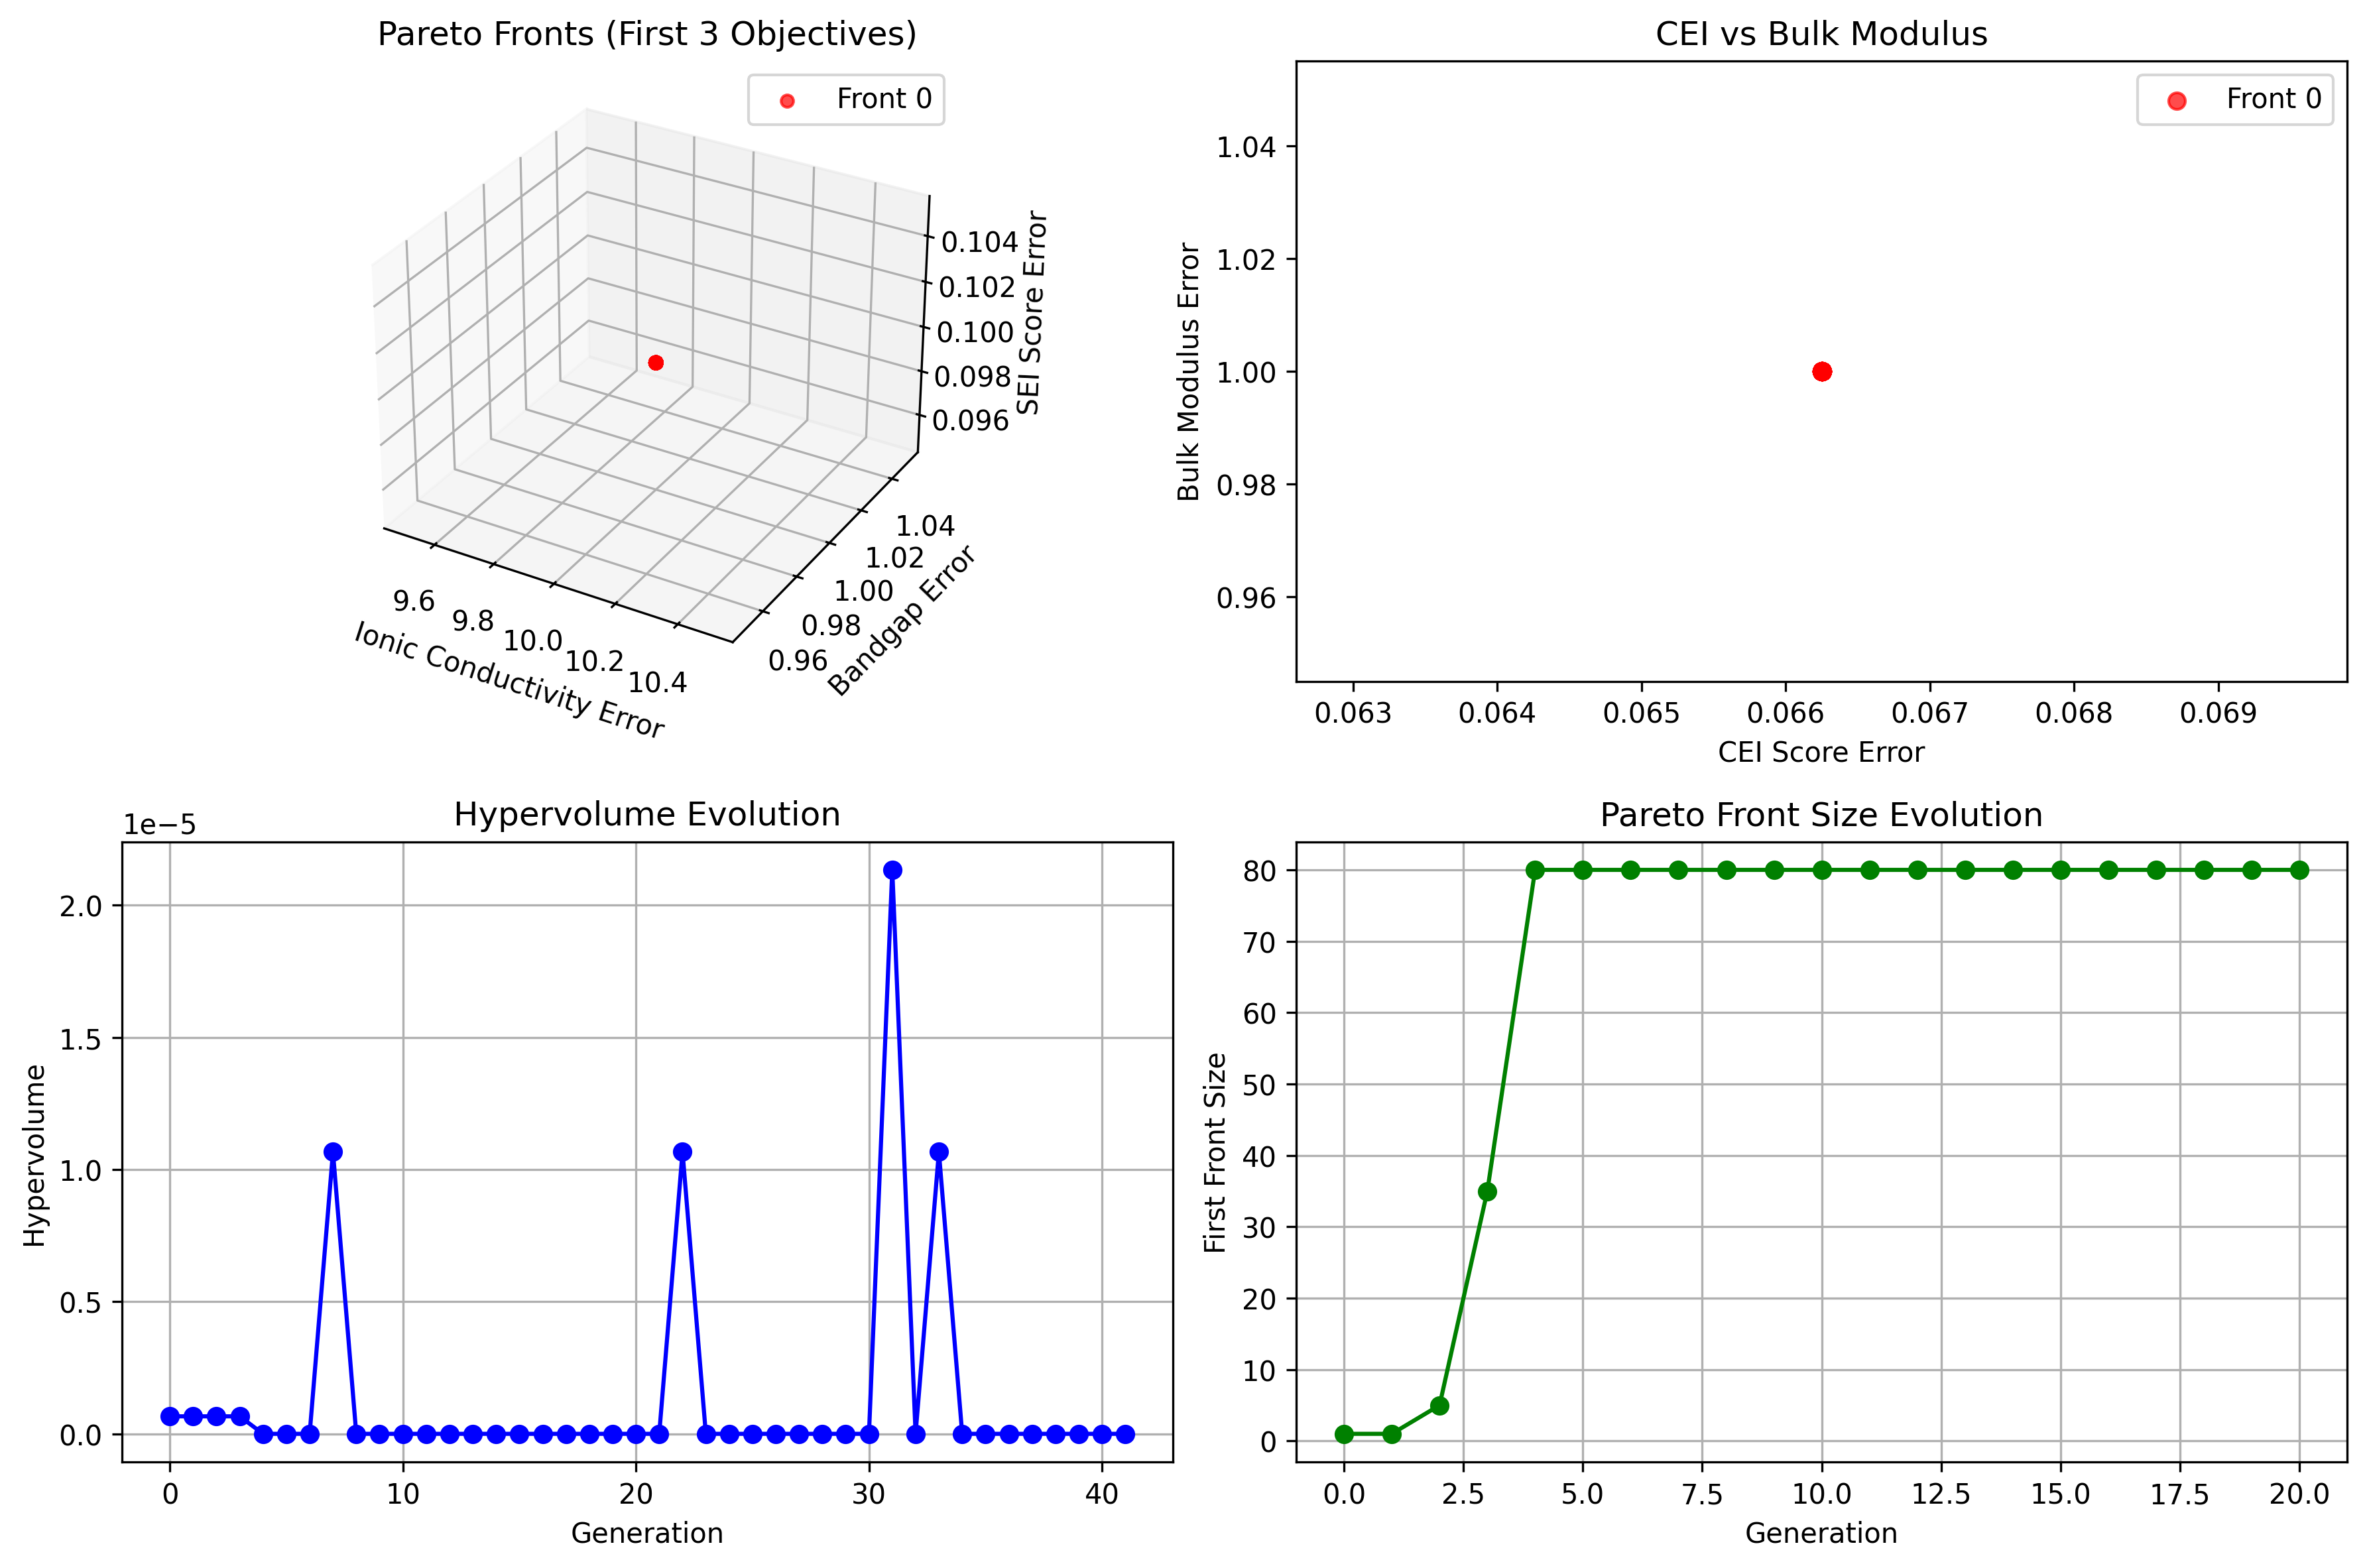 Pareto Fronts (First 3 Objectives)
Front 0
0.104
0.102
0.100
0.098
0.096
SEI Score Error
1.04
1.02
1.00
0.98
0.96
Bandgap Error
9.6
9.8
10.0
10.2
10.4
Ionic Conductivity Error
CEI vs Bulk Modulus
Front 0
1.04
1.02
1.00
0.98
0.96
Bulk Modulus Error
0.063 0.064 0.065 0.066 0.067 0.068 0.069
CEI Score Error
Hypervolume Evolution
1e−5
2.0
1.5
1.0
0.5
0.0
Hypervolume
0 10 20 30 40
Generation
Pareto Front Size Evolution
80
70
60
50
40
30
20
10
0
First Front Size
0.0 2.5 5.0 7.5 10.0 12.5 15.0 17.5 20.0
Generation